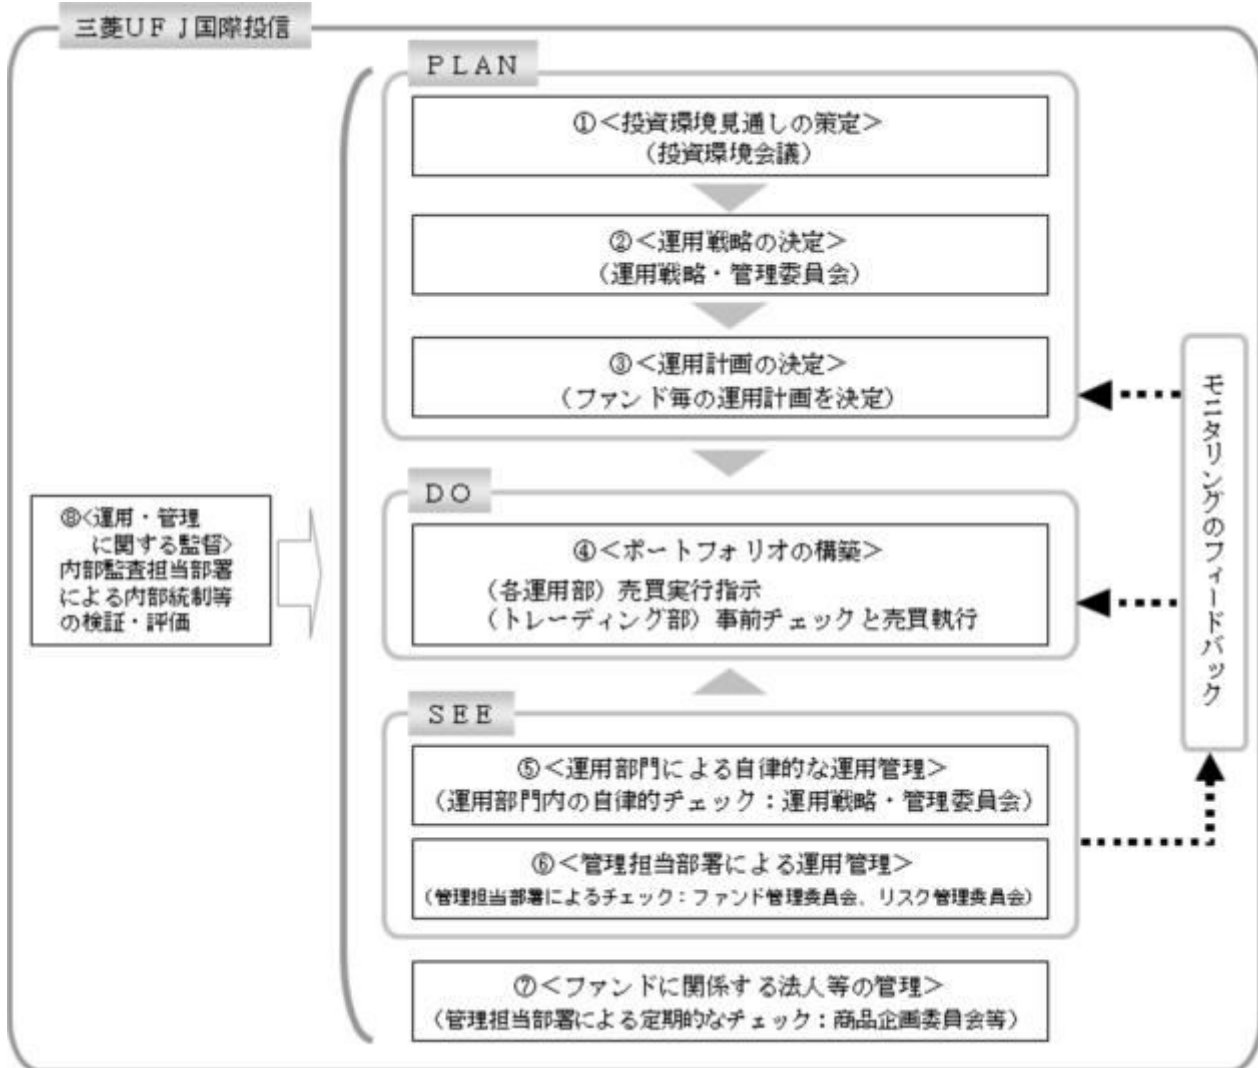 三菱UFJ国際投信
PLAN
①<投資環境見通しの策定>
(投資環境会議)
②<運用戦略の決定>
(運用戦略・管理委員会)
③<運用計画の決定>
(ファンド毎の運用計画を決定)
DO
④<ポートフォリオの構築>
(各運用部)売買実行指示
(トレーディング部)事前チェックと売買執行
SEE
⑤<運用部門による自律的な運用管理>
(運用部門内の自律的チェック:運用戦略・管理委員会)
⑥<管理担当部署による運用管理>
(管理担当部署によるチェック:ファンド管理委員会、リスク管理委員会)
⑦<ファンドに関係する法人等の管理>
(管理担当部署による定期的なチェック:商品企画委員会等)
⑧<運用・管理
に関する監督>
内部監査担当部署
による内部統制等
の検証・評価
モニタリングのフィードバック